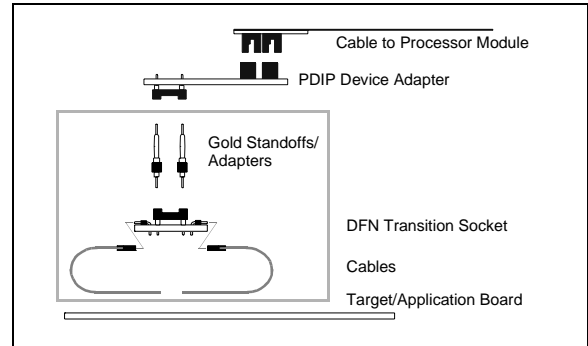 Cable to Processor Module
PDIP Device Adapter
Gold Standoffs/
Adapters
DFN Transition Socket
Cables
Target/Application Board